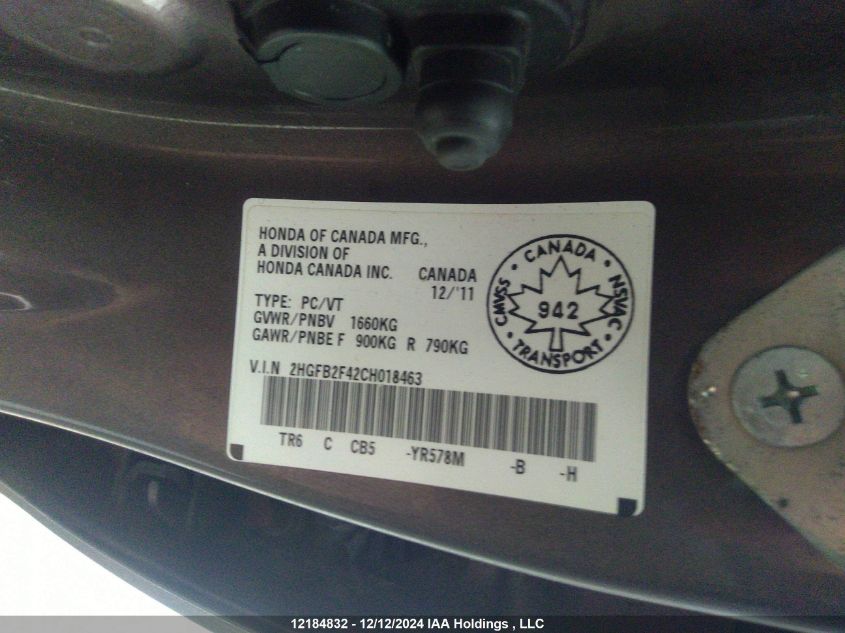 HONDA OF CANADA MFG.,
A DIVISION OF
HONDA CANADA INC. CANADA
12/'11
TYPE: PC/VT
GVWR/PNBV 1660KG
GAWR/PNBE F 900KG R 790KG
V.I.N 2HGFB2F42CH018463
TR6 C CB5 -YR578M -B -H
CANADA
CMVSS • NSVAC
942
TRANSPORT
12184832 - 12/12/2024 IAA Holdings , LLC